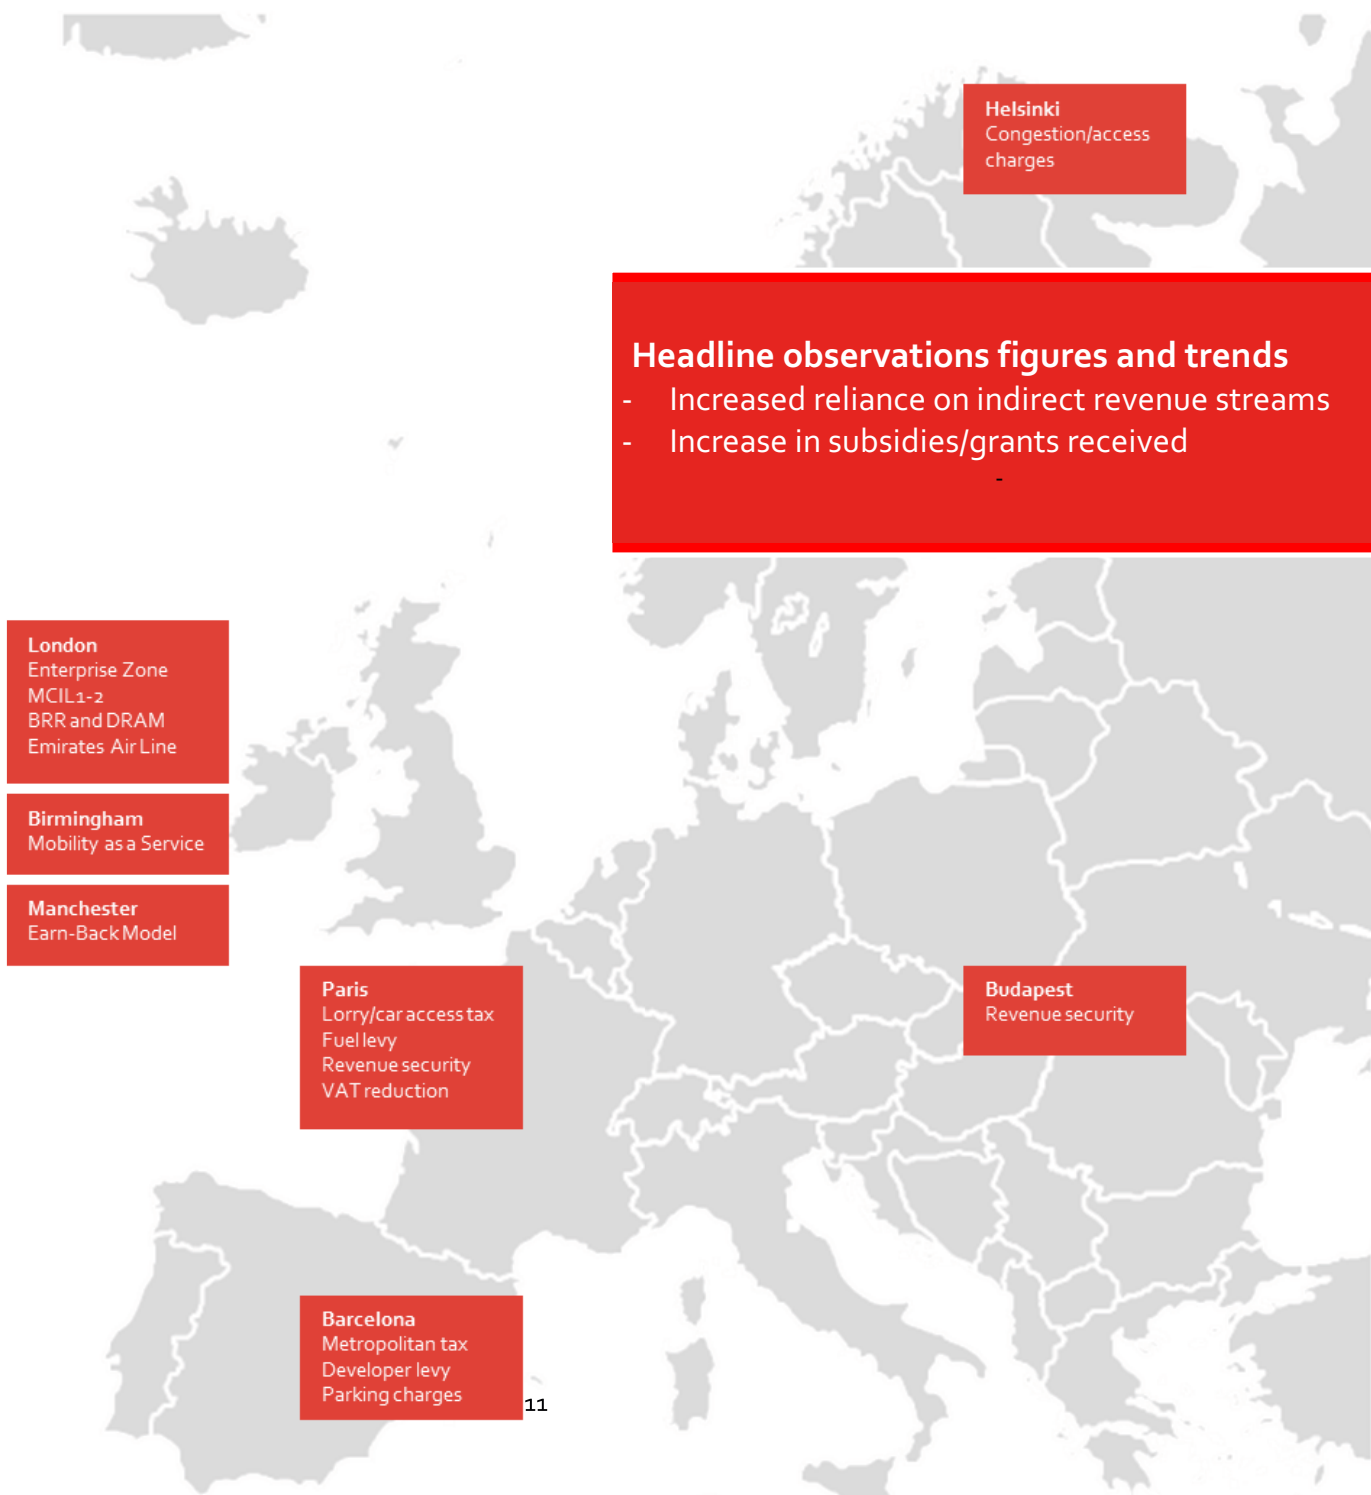 Helsinki
Congestion/access
charges
Headline observations figures and trends
- Increased reliance on indirect revenue streams
- Increase in subsidies/grants received
-
London
Enterprise Zone
MCIL1-2
BRR and DRAM
Emirates Air Line
Birmingham
Mobility as a Service
Manchester
Earn-Back Model
Paris
Lorry/car access tax
Fuel levy
Revenue security
VAT reduction
Budapest
Revenue security
Barcelona
Metropolitan tax
Developer levy
Parking charges
11